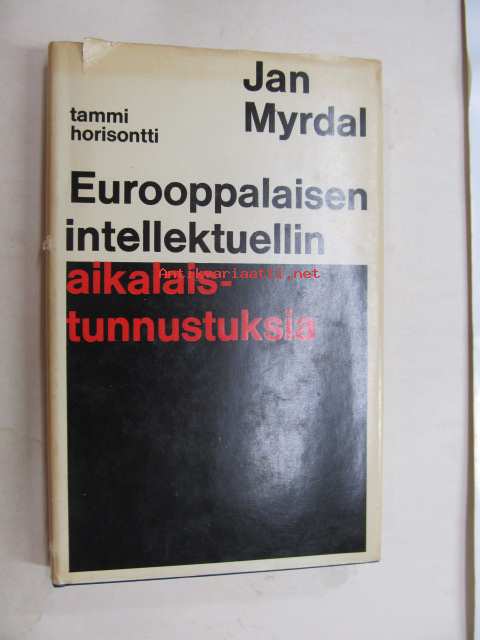 Jan
Myrdal
tammi
horisontti
Eurooppalaisen
intellektuellin
aikalais-
tunnustuksia
Antikvariaatti.net